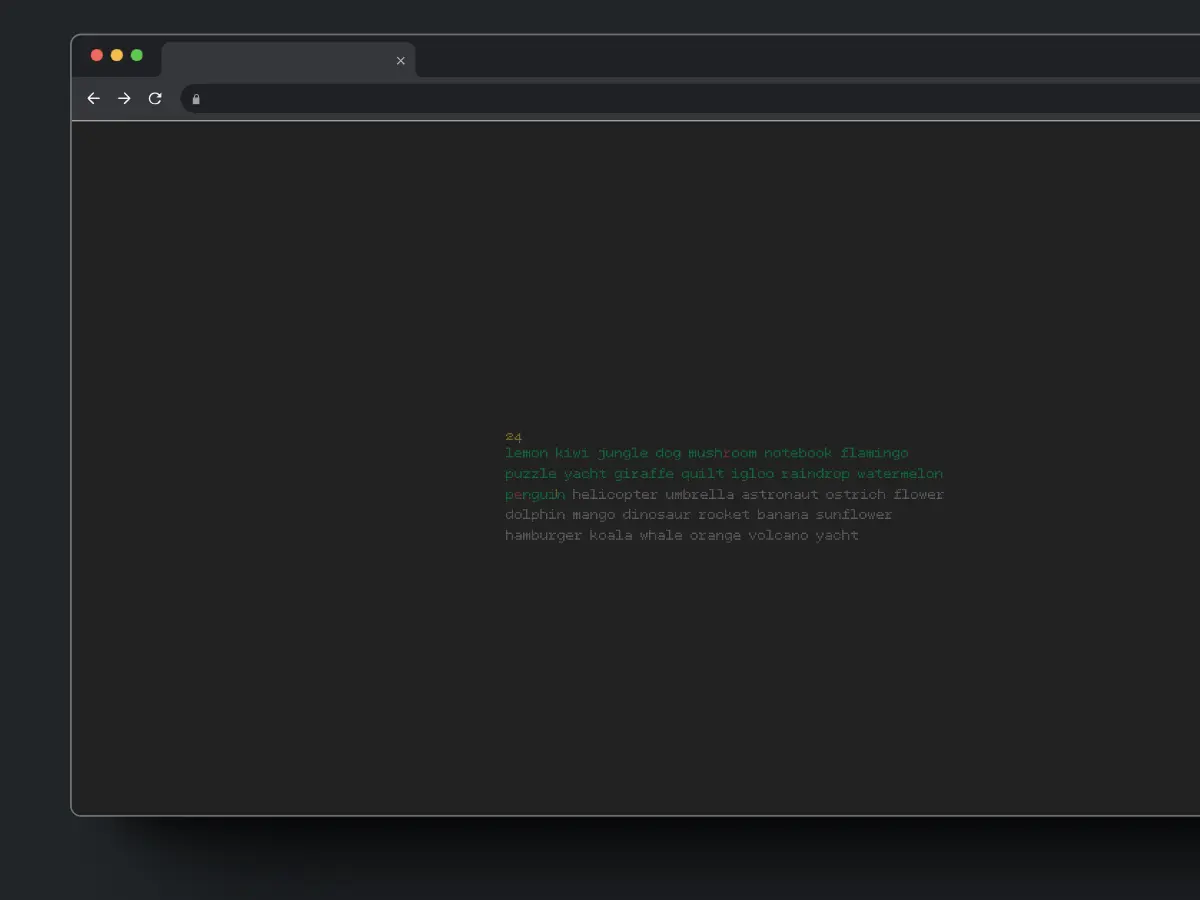 24
lemon kiwi jungle dog mushroom notebook flamingo
puzzle yacht giraffe quilt igloo raindrop watermelon
penguin helicopter umbrella astronaut ostrich flower
dolphin mango dinosaur rocket banana sunflower
hamburger koala whale orange volcano yacht